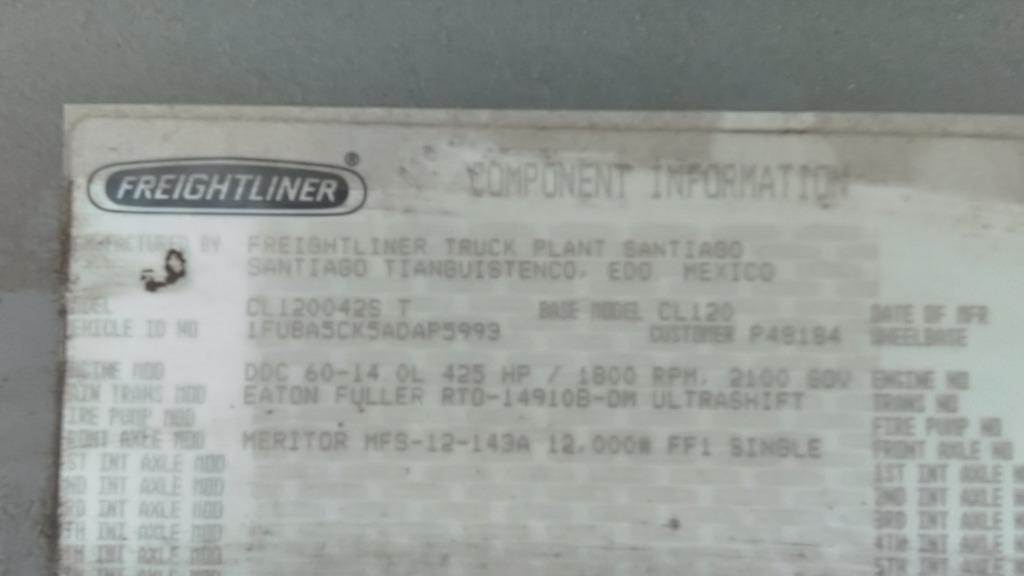 FREIGHTLINER ® COMPONENT INFORMATION
MANUFACTURED BY FREIGHTLINER TRUCK PLANT SANTIAGO
SANTIAGO TIANGUISTENCO, EDO MEXICO
MODEL CL120042S T BASE MODEL CL120 DATE OF MFR
VEHICLE ID NO 1FUBA5CK5ADAP5993 CUSTOMER P48184 WHEELBASE
ENGINE MOD DDC 60-14.0L 425 HP / 1800 RPM, 2100 GOV ENGINE NO
TRANS MOD EATON FULLER RTO-14910B-DM ULTRASHIFT TRANS NO
FIRE PUMP MOD FIRE PUMP NO
FRONT AXLE MOD MERITOR MFS-12-143A 12,000# FF1 SINGLE FRONT AXLE NO
1ST INT AXLE MOD 1ST INT AXLE
2ND INT AXLE MOD 2ND INT AXLE
3RD INT AXLE MOD 3RD INT AXLE
4TH INT AXLE MOD 4TH INT AXLE
5TH INT AXLE MOD 5TH INT AXLE